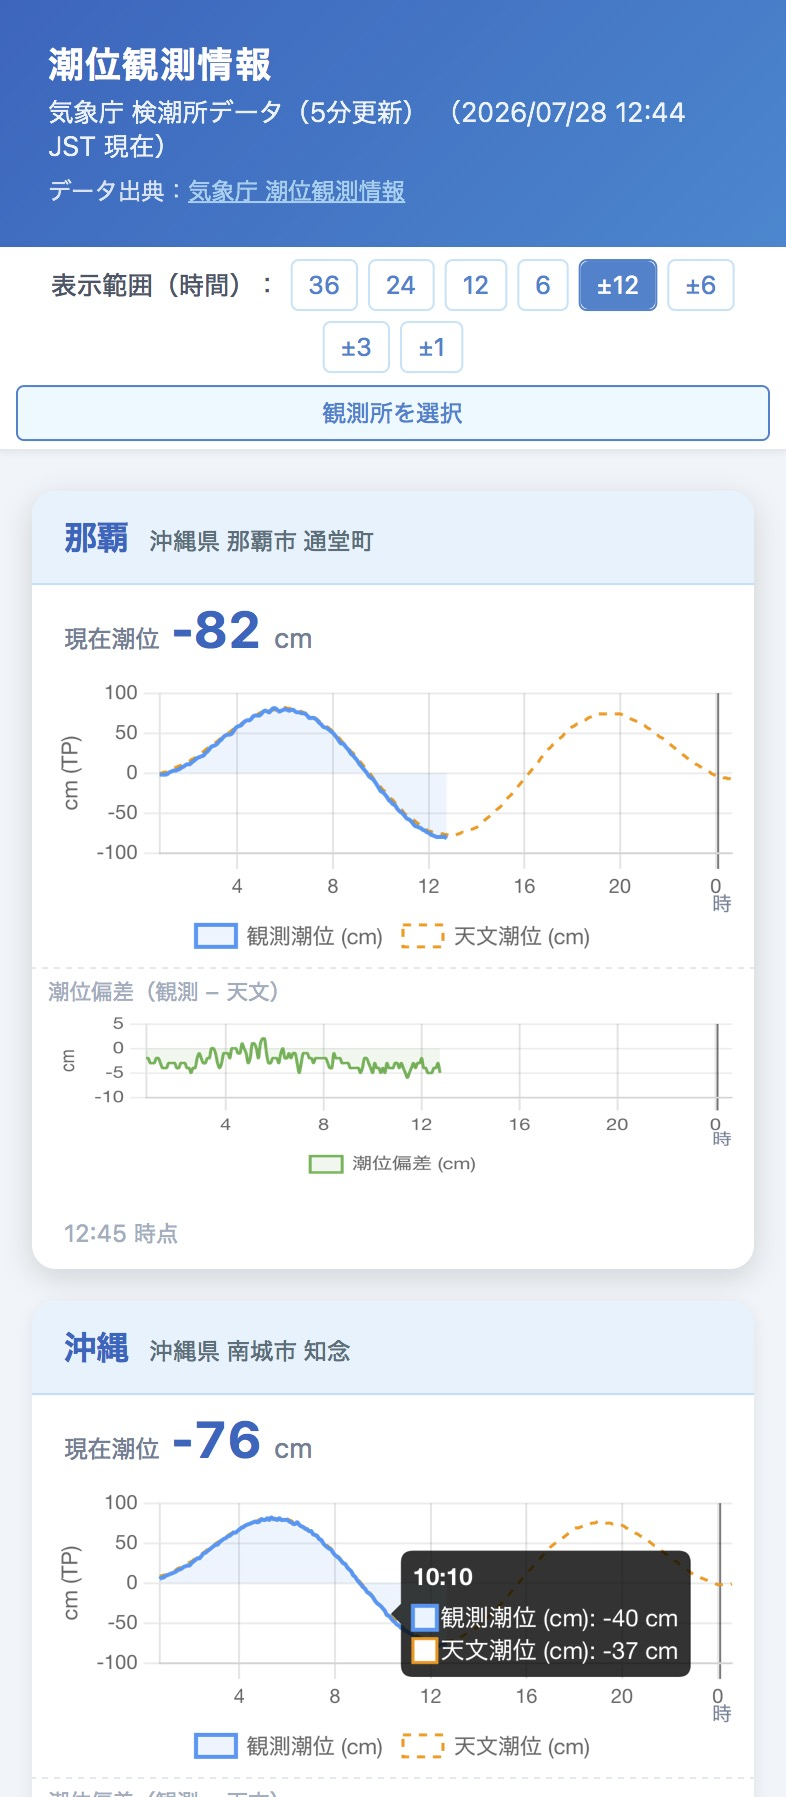 潮位観測情報
気象庁 検潮所データ（5分更新） （2026/07/28 12:44
JST 現在）
データ出典：気象庁 潮位観測情報
表示範囲（時間）： 36 24 12 6 ±12 ±6
±3 ±1
観測所を選択
那覇 沖縄県 那覇市 通堂町
現在潮位 -82 cm
100
50
0
-50
-100
cm (TP)
4 8 12 16 20 0
時
観測潮位 (cm) 天文潮位 (cm)
潮位偏差（観測 − 天文）
5
0
-5
-10
cm
4 8 12 16 20 0
時
潮位偏差 (cm)
12:45 時点
沖縄 沖縄県 南城市 知念
現在潮位 -76 cm
100
50
0
-50
-100
cm (TP)
10:10
観測潮位 (cm): -40 cm
天文潮位 (cm): -37 cm
4 8 12 16 20 0
時
観測潮位 (cm) 天文潮位 (cm)
潮位偏差（観測 − 天文）